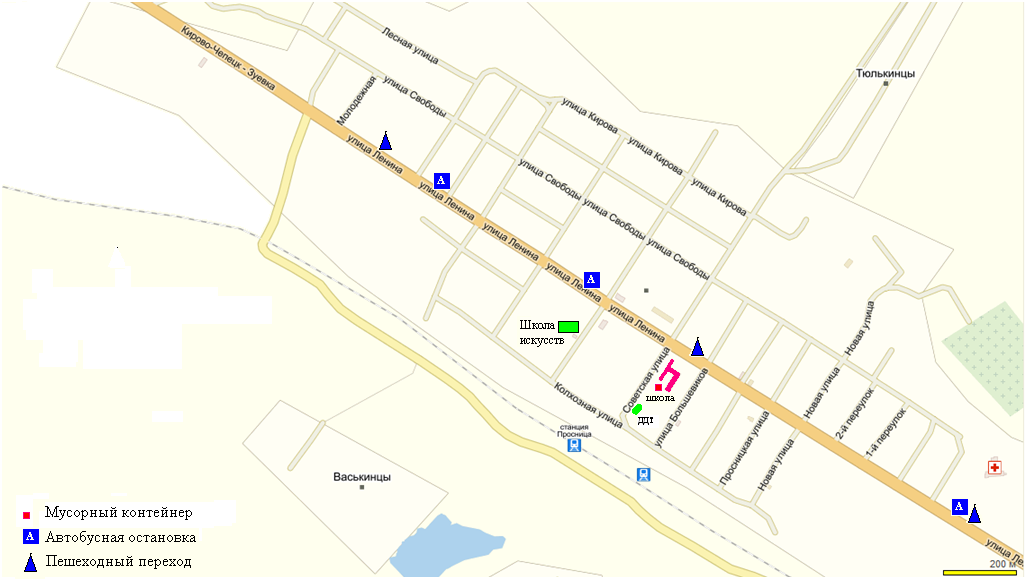 Кирово-Чепецк - Зуевка
Лесная улица
Тюлькинцы
Молодежная
улица Свободы
улица Кирова
улица Кирова
улица Кирова
улица Ленина
А
улица Свободы
улица Свободы
улица Свободы
улица Ленина
улица Ленина
улица Ленина
А
улица Ленина
Школа
искусств
Новая улица
Советская улица
школа
ДДТ
улица Большевиков
Колхозная улица
Просницкая улица
Новая улица
Новая улица
2-й переулок
1-й переулок
станция
Просница
Васькинцы
А
улица Ле
200 м
Мусорный контейнер
А Автобусная остановка
Пешеходный переход